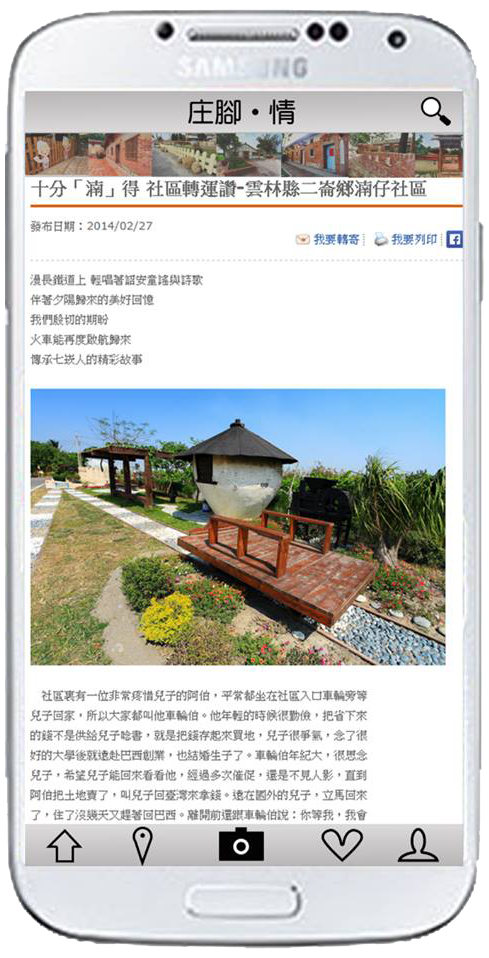 SAMSUNG
庄腳・情
十分「湳」得 社區轉運讚-雲林縣二崙鄉湳仔社區
發布日期：2014/02/27
我要轉寄 我要列印
漫長鐵道上 輕唱著詔安童謠與詩歌
伴著夕陽歸來的美好回憶
我們殷切的期盼
火車能再度啟航歸來
傳承七崁人的精彩故事
社區裏有一位非常疼惜兒子的阿伯，平常都坐在社區入口車輪旁等
兒子回家，所以大家都叫他車輪伯。他年輕的時候很勤儉，把省下來
的錢不是供給兒子唸書，就是把錢存起來買地，兒子很爭氣，念了很
好的大學後就遠赴巴西創業，也結婚生子了。車輪伯年紀大，很思念
兒子，希望兒子能回來看看他，經過多次催促，還是不見人影，直到
阿伯把土地賣了，叫兒子回臺灣來拿錢。遠在國外的兒子，立馬回來
了，住了沒幾天又趕著回巴西。離開前還跟車輪伯說：你等我，我會